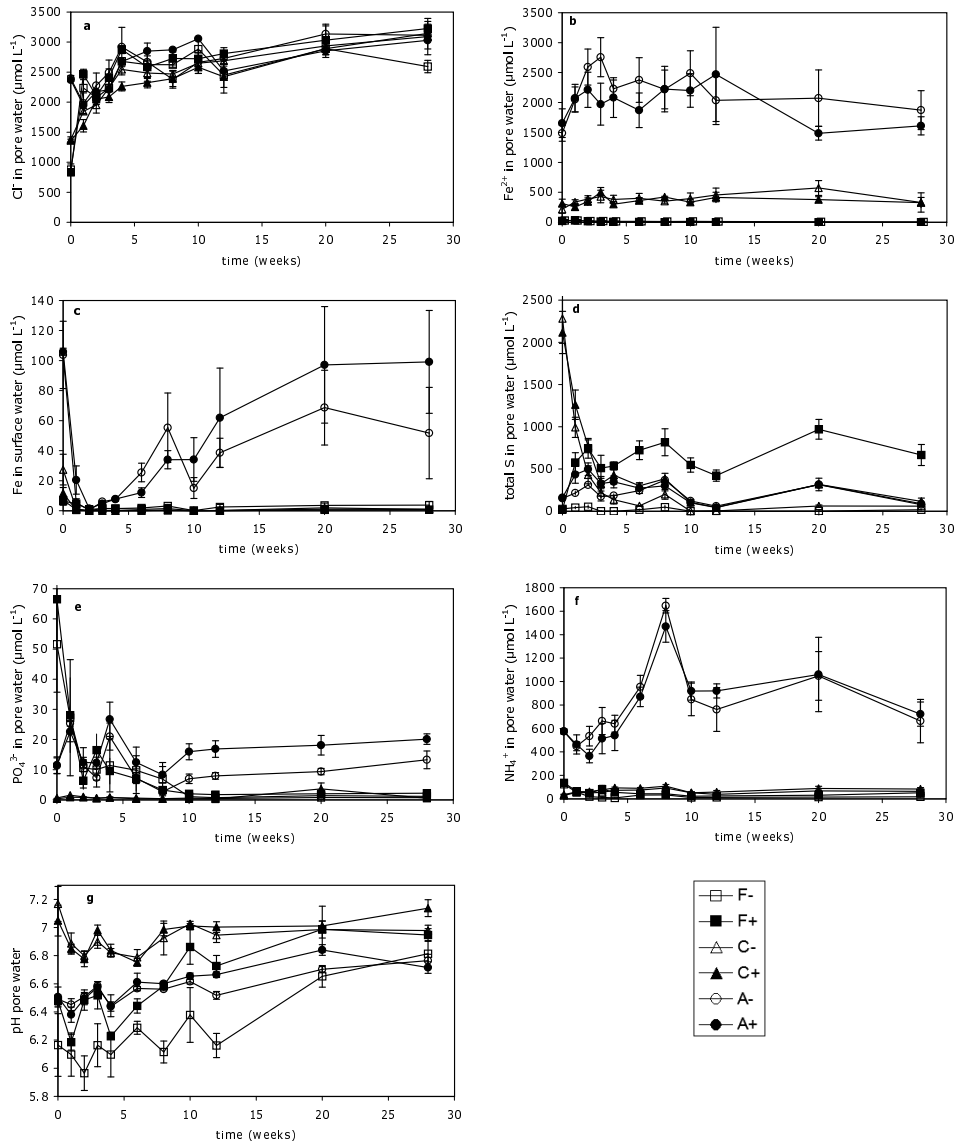 a
Cl⁻ in pore water (µmol L⁻¹)
3500
3000
2500
2000
1500
1000
500
0
0 5 10 15 20 25 30
time (weeks)
b
Fe²⁺ in pore water (µmol L⁻¹)
3500
3000
2500
2000
1500
1000
500
0
0 5 10 15 20 25 30
time (weeks)
c
Fe in surface water (µmol L⁻¹)
140
120
100
80
60
40
20
0
0 5 10 15 20 25 30
time (weeks)
d
total S in pore water (µmol L⁻¹)
2500
2000
1500
1000
500
0
0 5 10 15 20 25 30
time (weeks)
e
PO₄³⁻ in pore water (µmol L⁻¹)
70
60
50
40
30
20
10
0
0 5 10 15 20 25 30
time (weeks)
f
NH₄⁺ in pore water (µmol L⁻¹)
1800
1600
1400
1200
1000
800
600
400
200
0
0 5 10 15 20 25 30
time (weeks)
g
pH pore water
7.2
7
6.8
6.6
6.4
6.2
6
5.8
0 5 10 15 20 25 30
time (weeks)
F-
F+
C-
C+
A-
A+